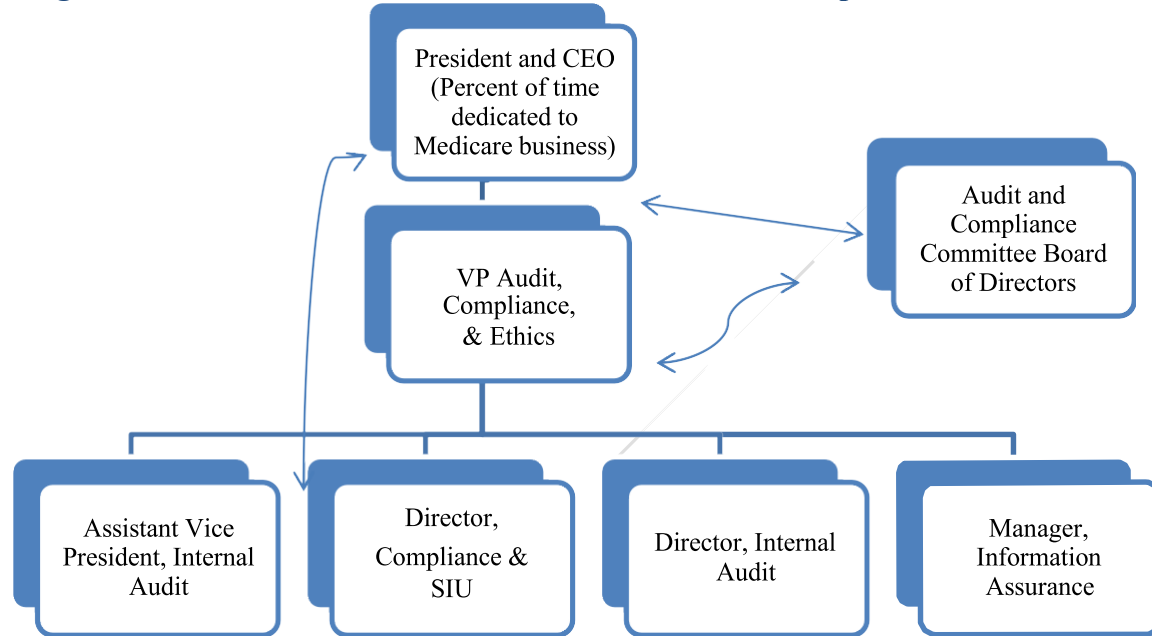 President and CEO
(Percent of time
dedicated to
Medicare business)
Audit and
Compliance
Committee Board
of Directors
VP Audit,
Compliance,
& Ethics
Assistant Vice
President, Internal
Audit
Director,
Compliance &
SIU
Director, Internal
Audit
Manager,
Information
Assurance